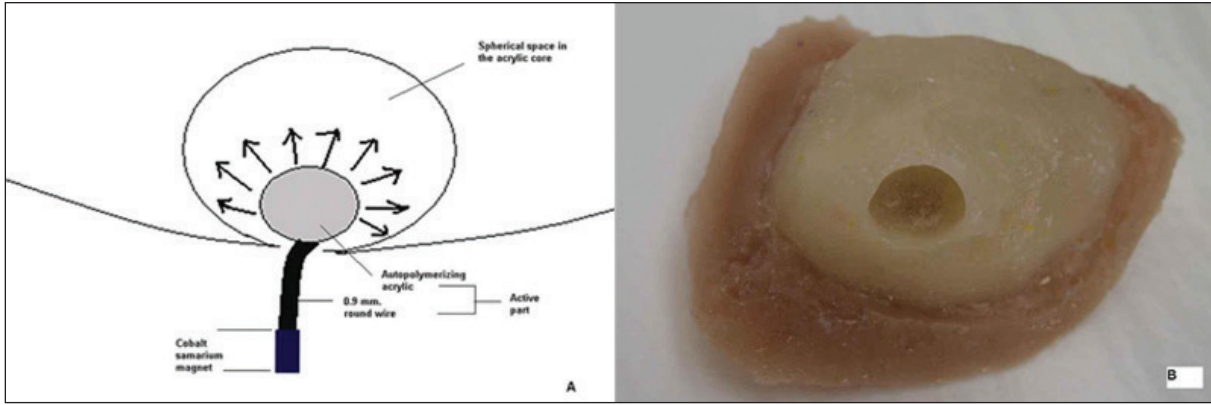 Spherical space in
the acrylic core
Autopolymerizing
acrylic
0.9 mm.
round wire
Active
part
Cobalt
samarium
magnet
A
B